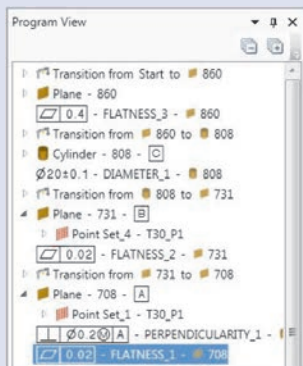 Program View
Transition from Start to 860
Plane - 860
0.4 - FLATNESS_3 - 860
Transition from 860 to 808
Cylinder - 808 - C
Ø20±0.1 - DIAMETER_1 - 808
Transition from 808 to 731
Plane - 731 - B
Point Set_4 - T30_P1
0.02 - FLATNESS_2 - 731
Transition from 731 to 708
Plane - 708 - A
Point Set_1 - T30_P1
⊥ Ø0.2Ⓜ A - PERPENDICULARITY_1 -
0.02 - FLATNESS_1 - 708